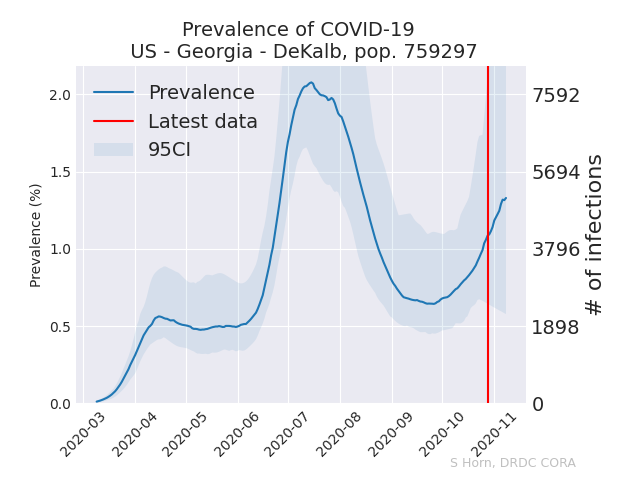 Prevalence of COVID-19
US - Georgia - DeKalb, pop. 759297
Prevalence
Latest data
95CI
Prevalence (%)
2.0
1.5
1.0
0.5
0.0
7592
5694
3796
1898
0
# of infections
2020-03
2020-04
2020-05
2020-06
2020-07
2020-08
2020-09
2020-10
2020-11
S Horn, DRDC CORA